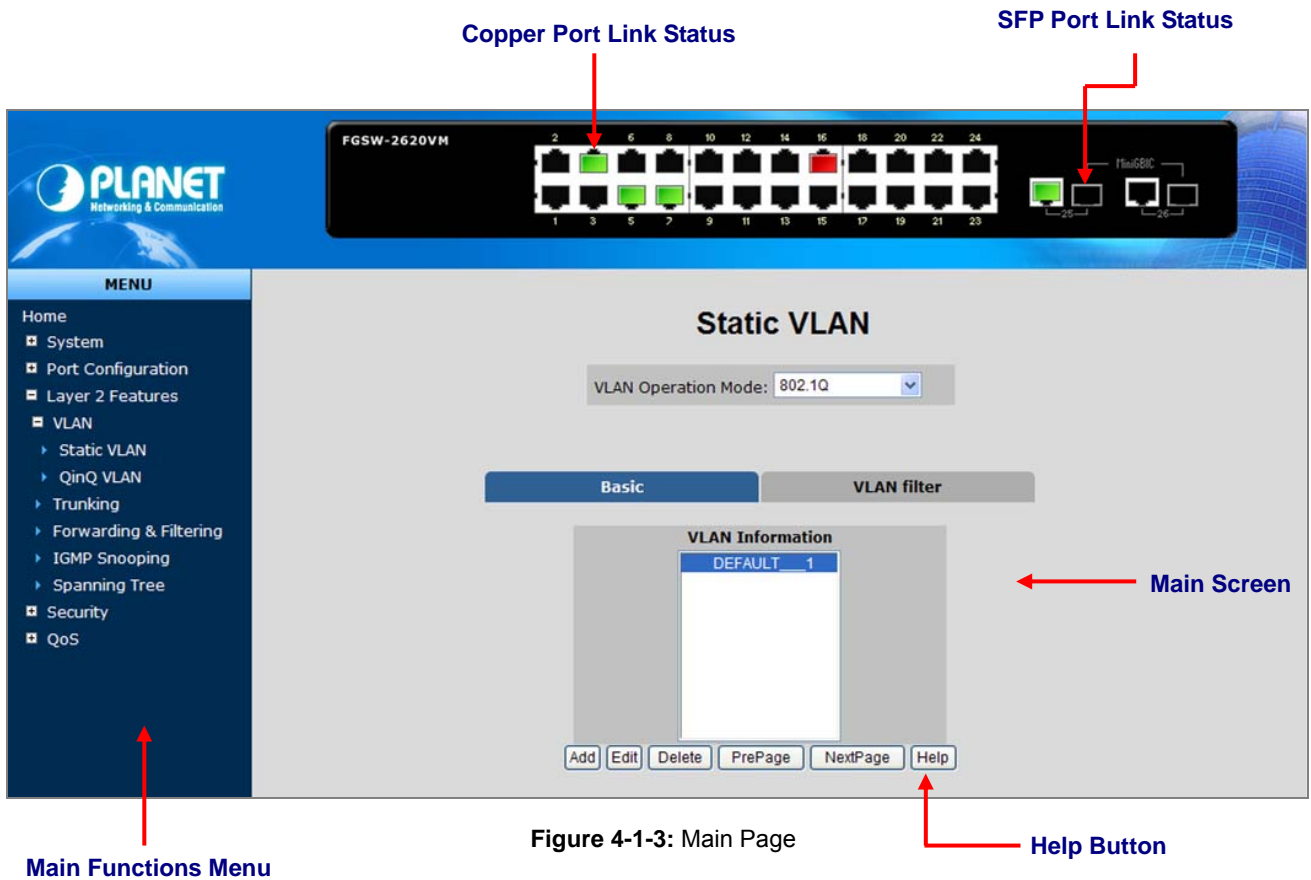 Copper Port Link Status
SFP Port Link Status
FGSW-2620VM
2 6 8 10 12 14 16 18 20 22 24
MiniGBIC
1 3 5 7 9 11 13 15 17 19 21 23
25 26
PLANET
Networking & Communication
MENU
Home
System
Port Configuration
Layer 2 Features
VLAN
Static VLAN
QinQ VLAN
Trunking
Forwarding & Filtering
IGMP Snooping
Spanning Tree
Security
QoS
Static VLAN
VLAN Operation Mode: 802.1Q
Basic VLAN filter
VLAN Information
DEFAULT___1
Main Screen
Add Edit Delete PrePage NextPage Help
Figure 4-1-3: Main Page
Help Button
Main Functions Menu